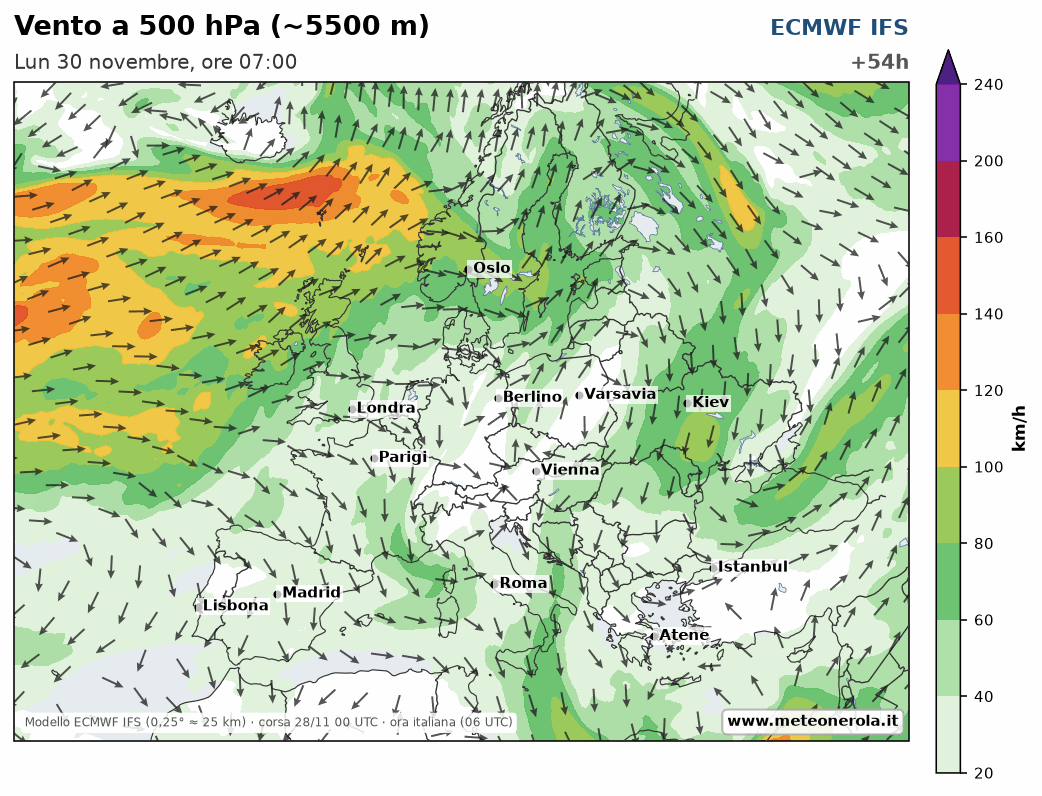 Vento a 500 hPa (~5500 m)
ECMWF IFS
Lun 30 novembre, ore 07:00
+54h
240
200
160
140
120
100
80
60
40
20
km/h
Oslo
Berlino
Varsavia
Kiev
Londra
Parigi
Vienna
Istanbul
Roma
Madrid
Lisbona
Atene
Modello ECMWF IFS (0,25° ≈ 25 km) · corsa 28/11 00 UTC · ora italiana (06 UTC)
www.meteonerola.it